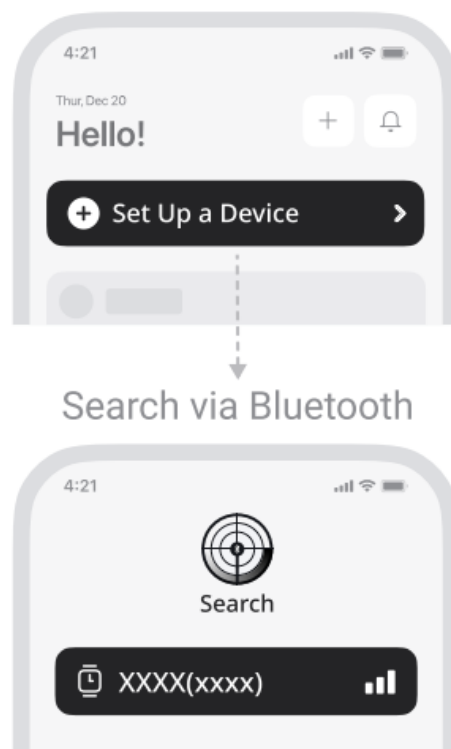 4:21
Thur, Dec 20
Hello!
Set Up a Device
Search via Bluetooth
4:21
Search
XXXX(xxxx)